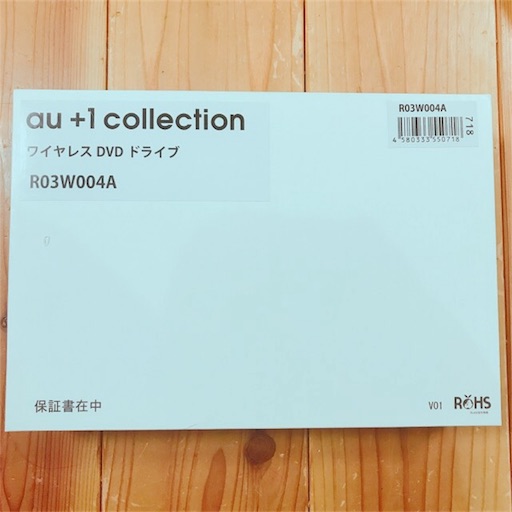 au +1 collection
ワイヤレス DVD ドライブ
R03W004A
R03W004A
718
4 580333 550718
保証書在中
V01
RoHS